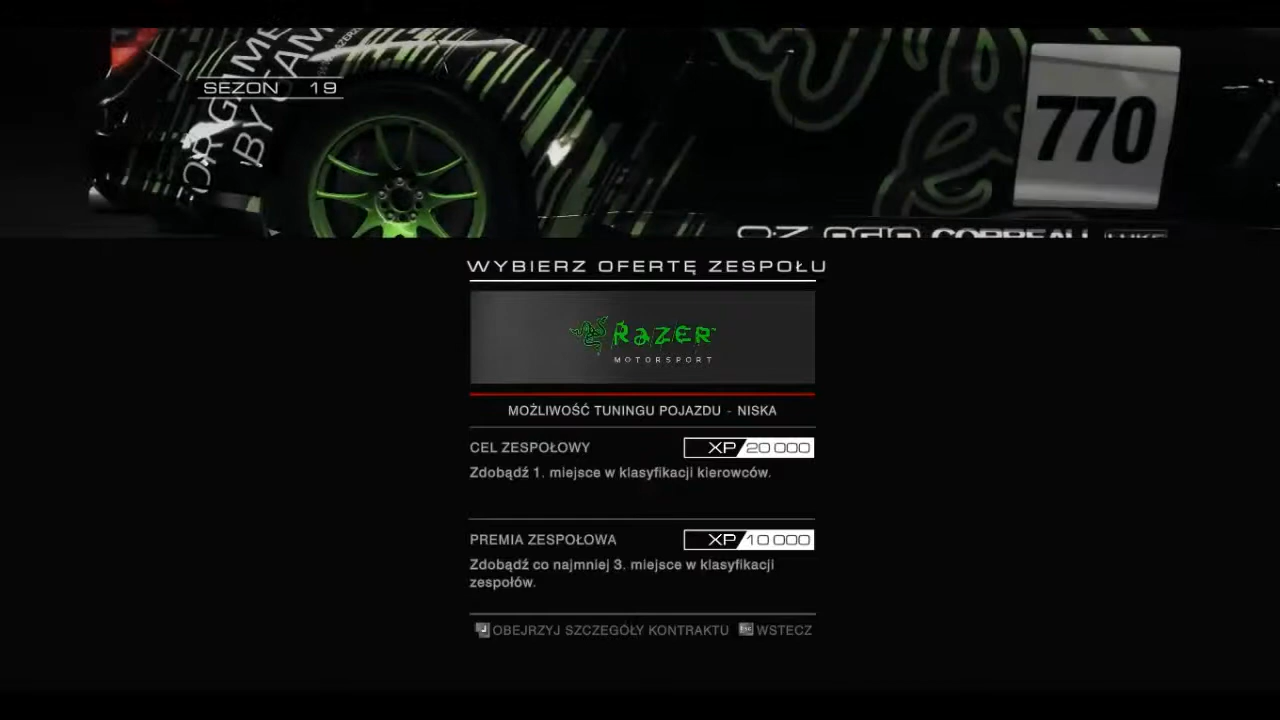 SEZON 19
BY
770
WYBIERZ OFERTĘ ZESPOŁU
RAZER
MOTORSPORT
MOŻLIWOŚĆ TUNINGU POJAZDU - NISKA
CEL ZESPOŁOWY XP 20 000
Zdobądź 1. miejsce w klasyfikacji kierowców.
PREMIA ZESPOŁOWA XP 10 000
Zdobądź co najmniej 3. miejsce w klasyfikacji
zespołów.
OBEJRZYJ SZCZEGÓŁY KONTRAKTU Esc WSTECZ